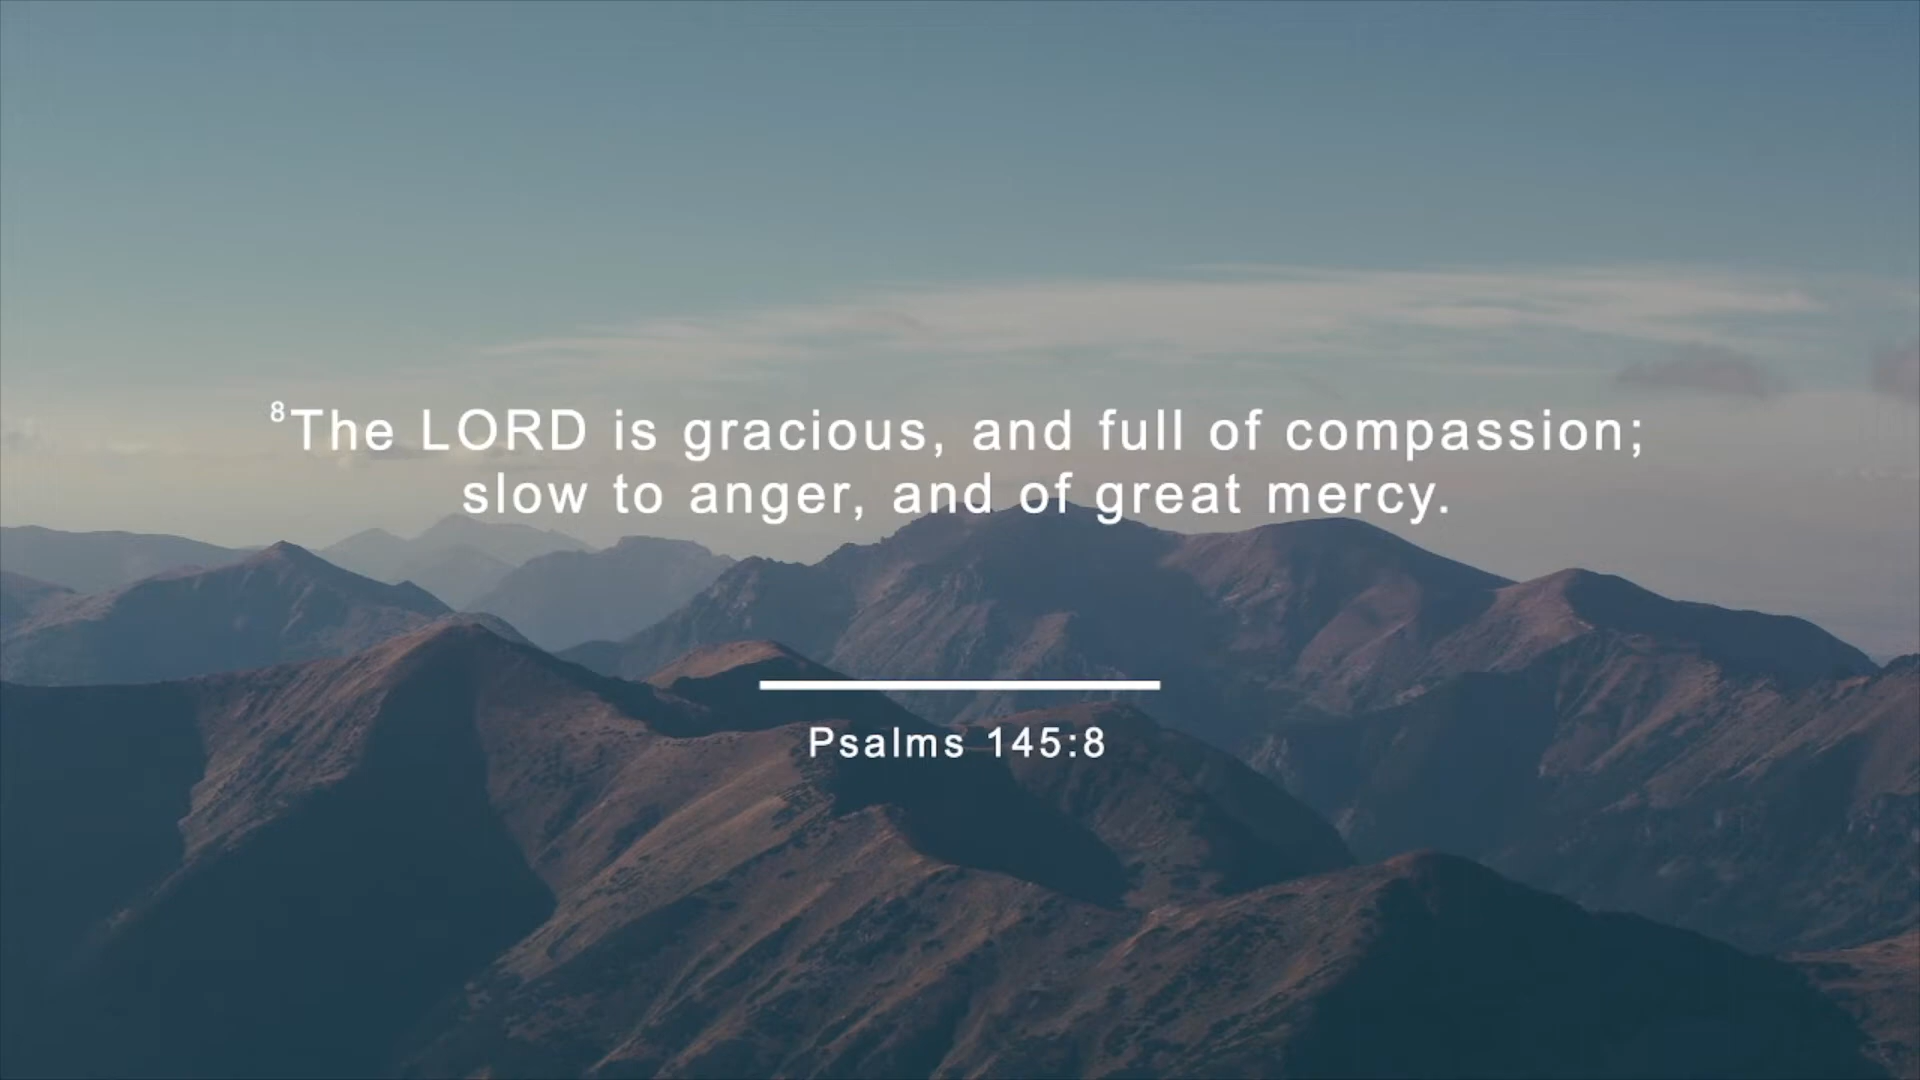 ⁸The LORD is gracious, and full of compassion;
slow to anger, and of great mercy.
Psalms 145:8